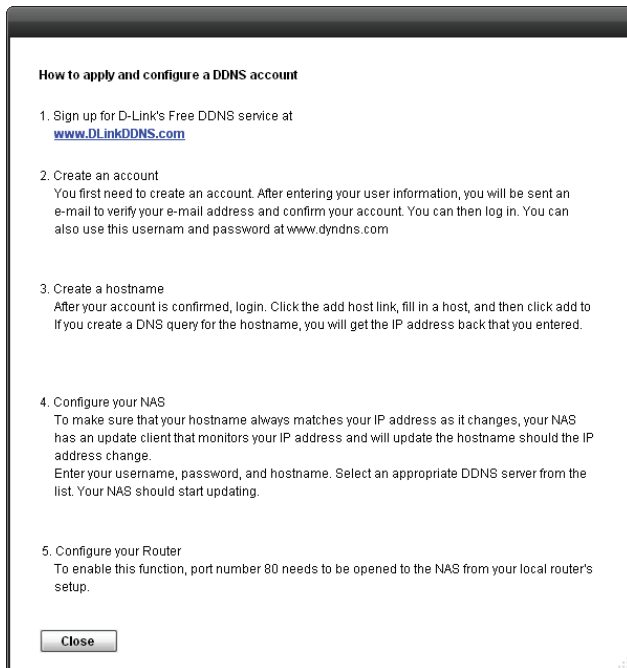 How to apply and configure a DDNS account
1. Sign up for D-Link's Free DDNS service at
www.DLinkDDNS.com
2. Create an account
You first need to create an account. After entering your user information, you will be sent an
e-mail to verify your e-mail address and confirm your account. You can then log in. You can
also use this usernam and password at www.dyndns.com
3. Create a hostname
After your account is confirmed, login. Click the add host link, fill in a host, and then click add to
If you create a DNS query for the hostname, you will get the IP address back that you entered.
4. Configure your NAS
To make sure that your hostname always matches your IP address as it changes, your NAS
has an update client that monitors your IP address and will update the hostname should the IP
address change.
Enter your username, password, and hostname. Select an appropriate DDNS server from the
list. Your NAS should start updating.
5. Configure your Router
To enable this function, port number 80 needs to be opened to the NAS from your local router's
setup.
Close